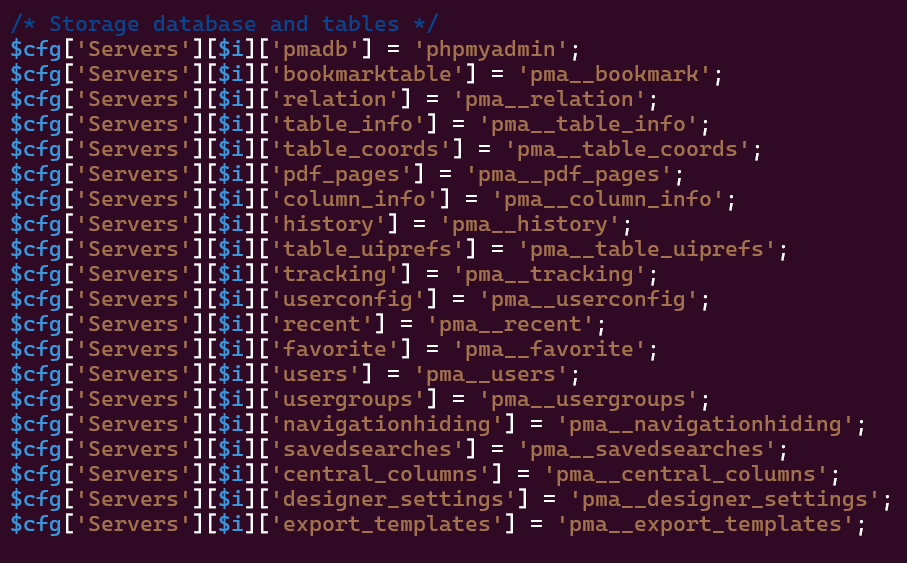 /* Storage database and tables */
$cfg['Servers'][$i]['pmadb'] = 'phpmyadmin';
$cfg['Servers'][$i]['bookmarktable'] = 'pma__bookmark';
$cfg['Servers'][$i]['relation'] = 'pma__relation';
$cfg['Servers'][$i]['table_info'] = 'pma__table_info';
$cfg['Servers'][$i]['table_coords'] = 'pma__table_coords';
$cfg['Servers'][$i]['pdf_pages'] = 'pma__pdf_pages';
$cfg['Servers'][$i]['column_info'] = 'pma__column_info';
$cfg['Servers'][$i]['history'] = 'pma__history';
$cfg['Servers'][$i]['table_uiprefs'] = 'pma__table_uiprefs';
$cfg['Servers'][$i]['tracking'] = 'pma__tracking';
$cfg['Servers'][$i]['userconfig'] = 'pma__userconfig';
$cfg['Servers'][$i]['recent'] = 'pma__recent';
$cfg['Servers'][$i]['favorite'] = 'pma__favorite';
$cfg['Servers'][$i]['users'] = 'pma__users';
$cfg['Servers'][$i]['usergroups'] = 'pma__usergroups';
$cfg['Servers'][$i]['navigationhiding'] = 'pma__navigationhiding';
$cfg['Servers'][$i]['savedsearches'] = 'pma__savedsearches';
$cfg['Servers'][$i]['central_columns'] = 'pma__central_columns';
$cfg['Servers'][$i]['designer_settings'] = 'pma__designer_settings';
$cfg['Servers'][$i]['export_templates'] = 'pma__export_templates';